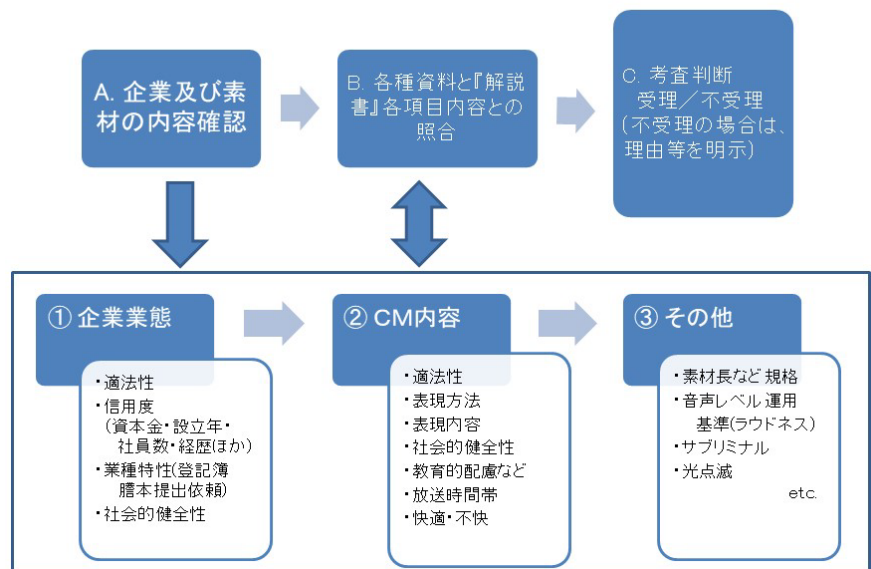 A. 企業及び素
材の内容確認
B. 各種資料と『解説
書』各項目内容との
照合
C. 考査判断
受理／不受理
(不受理の場合は、
理由等を明示)
① 企業業態
・適法性
・信用度
(資本金・設立年・
社員数・経歴ほか)
・業種特性(登記簿
謄本提出依頼)
・社会的健全性
② CM内容
・適法性
・表現方法
・表現内容
・社会的健全性
・教育的配慮など
・放送時間帯
・快適・不快
③ その他
・素材長など 規格
・音声レベル 運用
基準(ラウドネス)
・サブリミナル
・光点滅
etc.